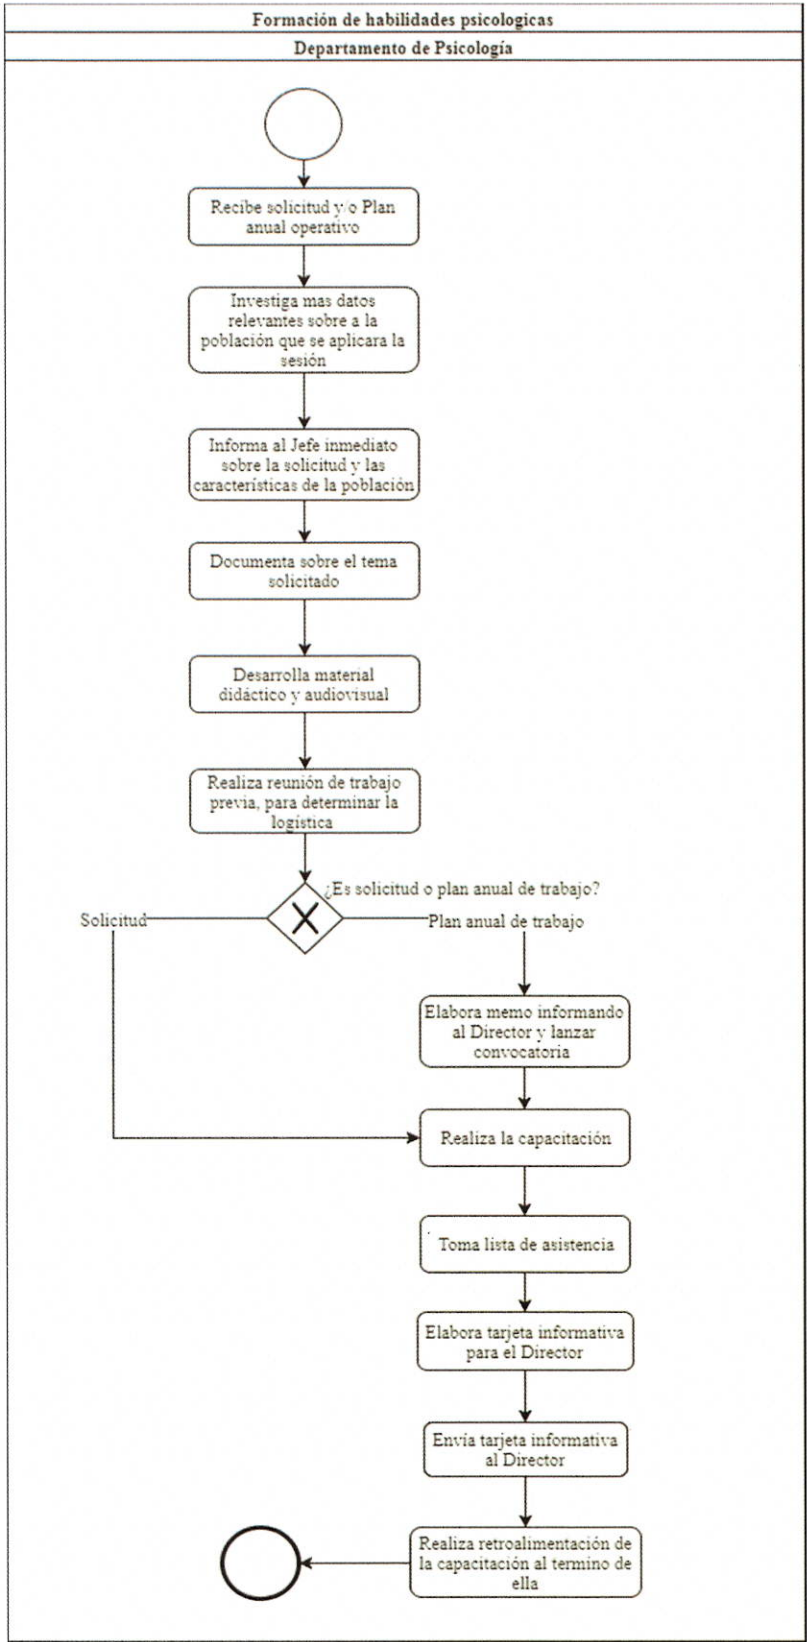 Formación de habilidades psicologicas
Departamento de Psicología
Recibe solicitud y/o Plan
anual operativo
Investiga mas datos
relevantes sobre a la
población que se aplicara la
sesión
Informa al Jefe inmediato
sobre la solicitud y las
características de la población
Documenta sobre el tema
solicitado
Desarrolla material
didáctico y audiovisual
Realiza reunión de trabajo
previa, para determinar la
logística
¿Es solicitud o plan anual de trabajo?
Solicitud
Plan anual de trabajo
Elabora memo informando
al Director y lanzar
convocatoria
Realiza la capacitación
Toma lista de asistencia
Elabora tarjeta informativa
para el Director
Envía tarjeta informativa
al Director
Realiza retroalimentación de
la capacitación al termino de
ella